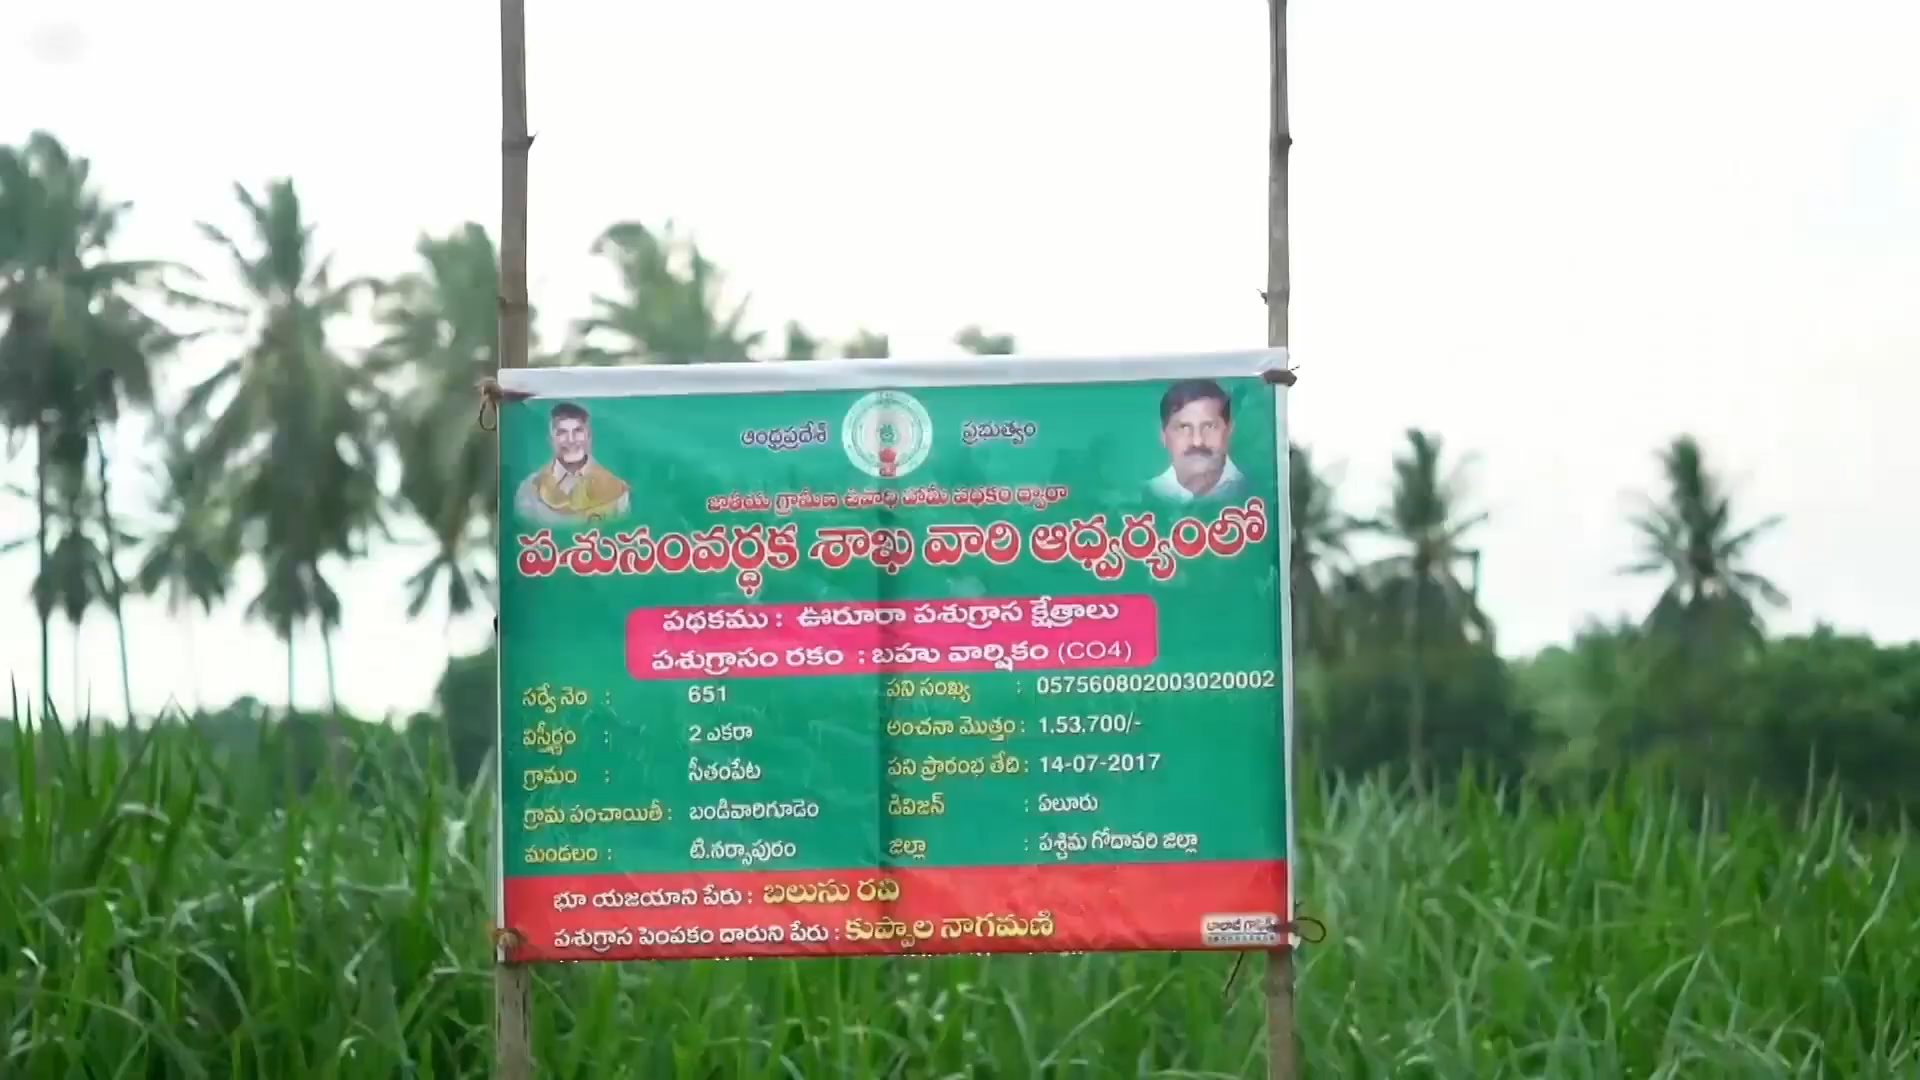 ఆంధ్రప్రదేశ్ ప్రభుత్వం
జాతీయ గ్రామీణ ఉపాధి హామీ పథకం ద్వారా
పశుసంవర్ధక శాఖ వారి ఆధ్వర్యంలో
పథకము : ఊరూరా పశుగ్రాస క్షేత్రాలు
పశుగ్రాసం రకం : బహు వార్షికం (CO4)
సర్వే నెం : 651
విస్తీర్ణం : 2 ఎకరా
గ్రామం : సీతంపేట
గ్రామ పంచాయితీ : బండివారిగూడెం
మండలం : టి.నర్సాపురం
పని సంఖ్య : 057560802003020002
అంచనా మొత్తం : 1.53.700/-
పని ప్రారంభ తేది : 14-07-2017
డివిజన్ : ఏలూరు
జిల్లా : పశ్చిమ గోదావరి జిల్లా
భూ యజయాని పేరు : బలుసు రవి
పశుగ్రాస పెంపకం దారుని పేరు : కుప్పాల నాగమణి